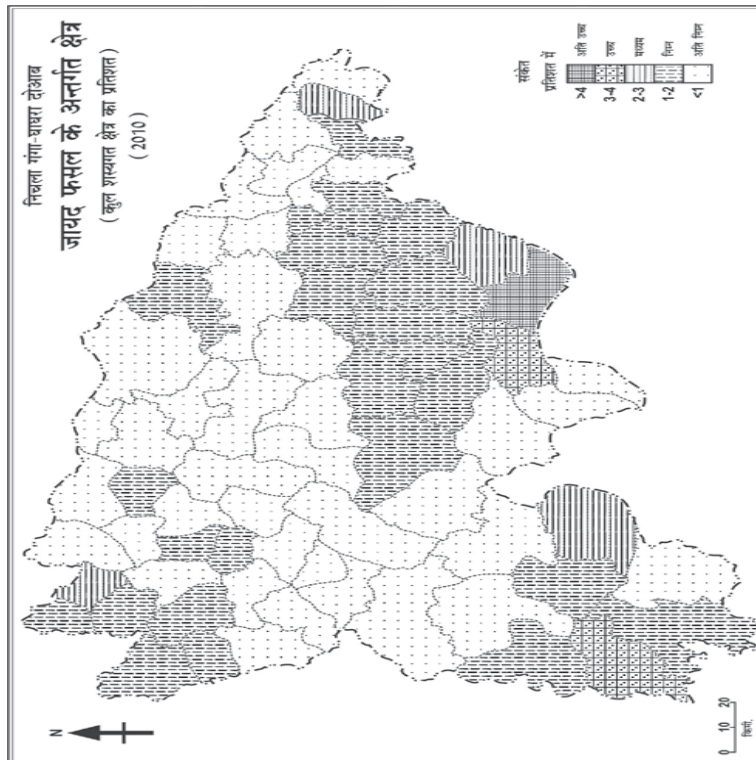 निचला गंगा-घाघरा दोआब
जायद फसल के अन्तर्गत क्षेत्र
( कुल शस्यगत क्षेत्र का प्रतिशत )
( 2010 )
संकेत
प्रतिशत में
>4 अति उच्च
3-4 उच्च
2-3 मध्यम
1-2 निम्न
<1 अति निम्न
N
20 10 0
किमी.